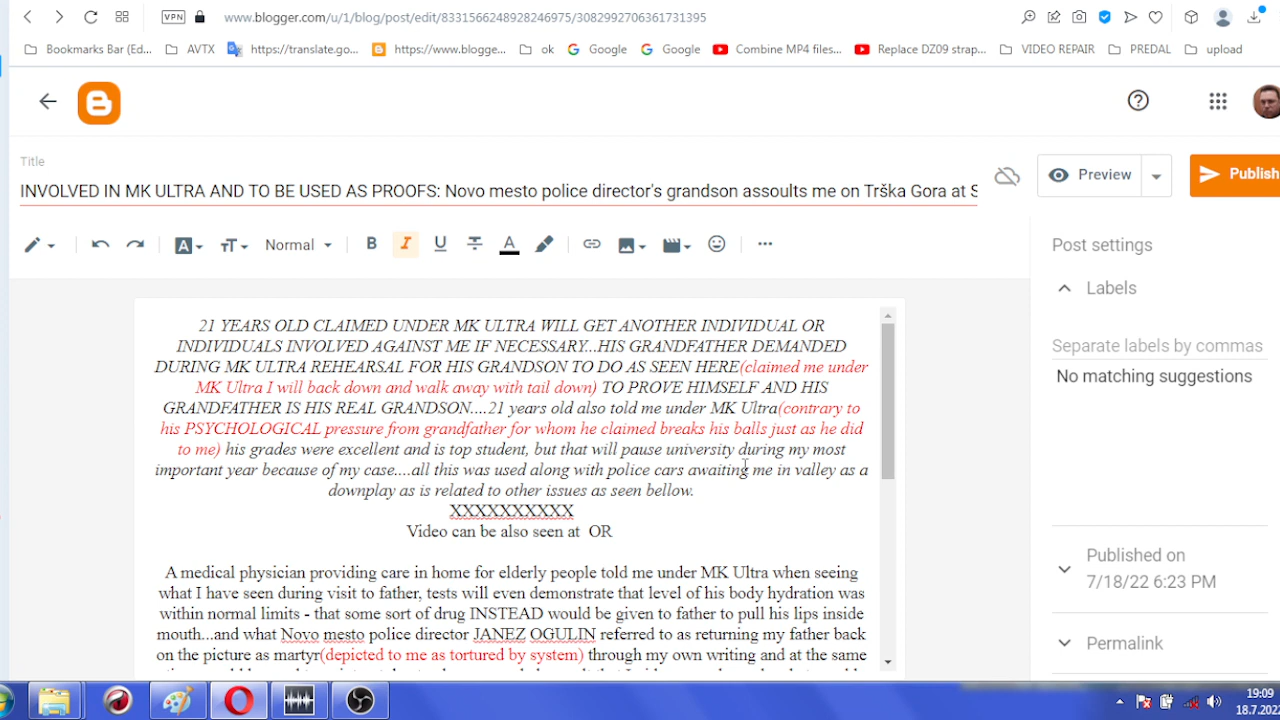 VPN
www.blogger.com/u/1/blog/post/edit/8331566248928246975/3082992706361731395
Bookmarks Bar (Ed... AVTX https://translate.go... https://www.blogge... ok Google Google Combine MP4 files... Replace DZ09 strap... VIDEO REPAIR PREDAL upload
Title
INVOLVED IN MK ULTRA AND TO BE USED AS PROOFS: Novo mesto police director's grandson assoults me on Trška Gora at S
Preview
Publish
Normal
B I U A
Post settings
Labels
Separate labels by commas
No matching suggestions
Published on
7/18/22 6:23 PM
Permalink
21 YEARS OLD CLAIMED UNDER MK ULTRA WILL GET ANOTHER INDIVIDUAL OR
INDIVIDUALS INVOLVED AGAINST ME IF NECESSARY...HIS GRANDFATHER DEMANDED
DURING MK ULTRA REHEARSAL FOR HIS GRANDSON TO DO AS SEEN HERE(claimed me under
MK Ultra I will back down and walk away with tail down) TO PROVE HIMSELF AND HIS
GRANDFATHER IS HIS REAL GRANDSON....21 years old also told me under MK Ultra(contrary to
his PSYCHOLOGICAL pressure from grandfather for whom he claimed breaks his balls just as he did
to me) his grades were excellent and is top student, but that will pause university during my most
important year because of my case....all this was used along with police cars awaiting me in valley as a
downplay as is related to other issues as seen bellow.
XXXXXXXXXX
Video can be also seen at OR
A medical physician providing care in home for elderly people told me under MK Ultra when seeing
what I have seen during visit to father, tests will even demonstrate that level of his body hydration was
within normal limits - that some sort of drug INSTEAD would be given to father to pull his lips inside
mouth...and what Novo mesto police director JANEZ OGULIN referred to as returning my father back
on the picture as martyr(depicted to me as tortured by system) through my own writing and at the same
19:09
18.7.2022